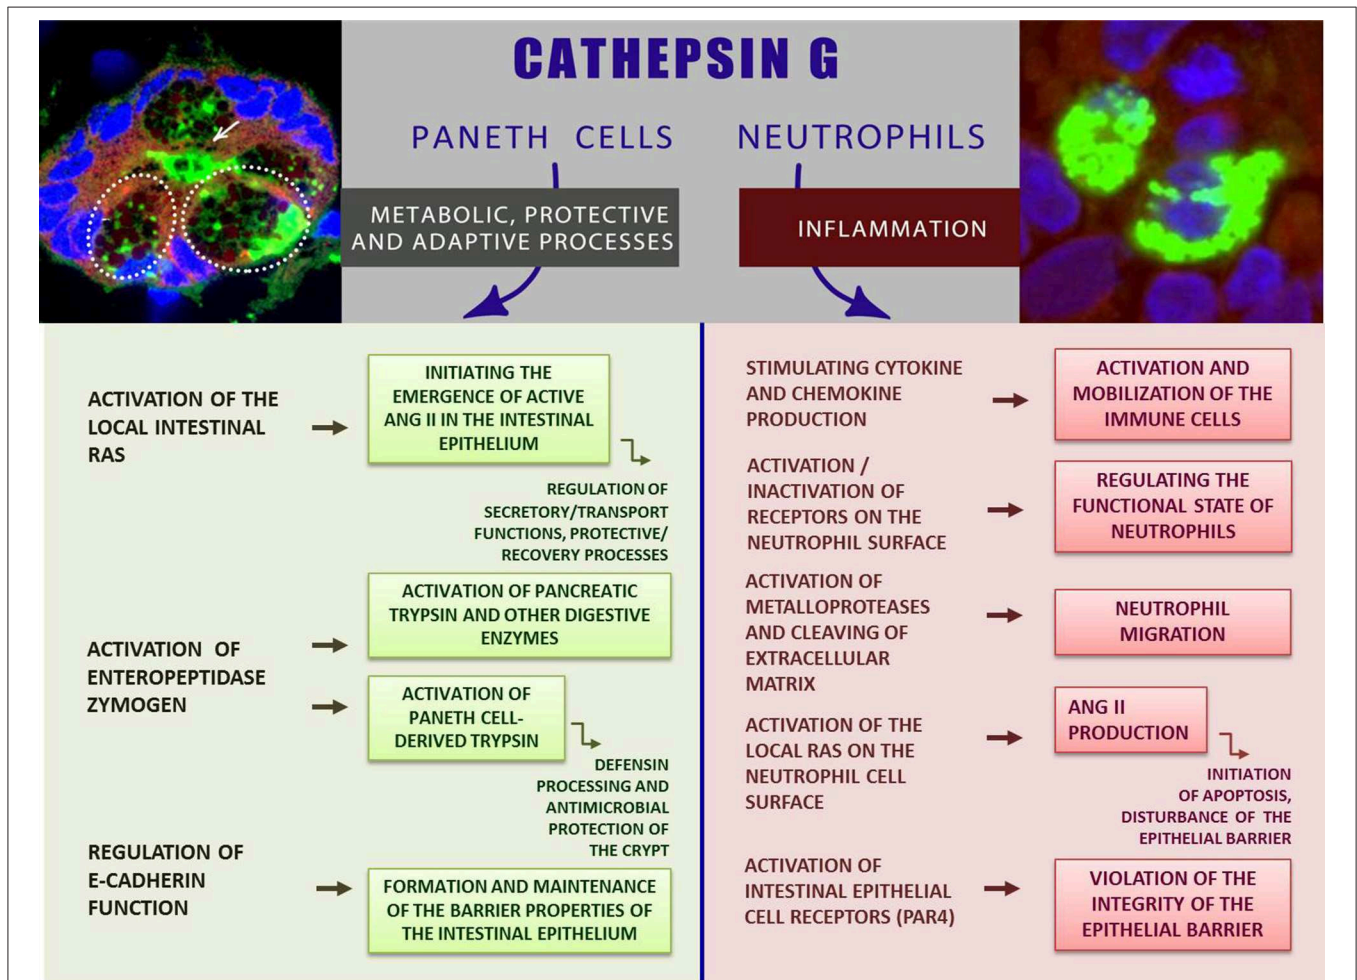 CATHEPSIN G
PANETH CELLS
NEUTROPHILS
METABOLIC, PROTECTIVE
AND ADAPTIVE PROCESSES
INFLAMMATION
ACTIVATION OF THE
LOCAL INTESTINAL
RAS
INITIATING THE
EMERGENCE OF ACTIVE
ANG II IN THE INTESTINAL
EPITHELIUM
REGULATION OF
SECRETORY/TRANSPORT
FUNCTIONS, PROTECTIVE/
RECOVERY PROCESSES
ACTIVATION OF
ENTEROPEPTIDASE
ZYMOGEN
ACTIVATION OF PANCREATIC
TRYPSIN AND OTHER DIGESTIVE
ENZYMES
ACTIVATION OF
PANETH CELL-
DERIVED TRYPSIN
DEFENSIN
PROCESSING AND
ANTIMICROBIAL
PROTECTION OF
THE CRYPT
REGULATION OF
E-CADHERIN
FUNCTION
FORMATION AND MAINTENANCE
OF THE BARRIER PROPERTIES OF
THE INTESTINAL EPITHELIUM
STIMULATING CYTOKINE
AND CHEMOKINE
PRODUCTION
ACTIVATION AND
MOBILIZATION OF THE
IMMUNE CELLS
ACTIVATION /
INACTIVATION OF
RECEPTORS ON THE
NEUTROPHIL SURFACE
REGULATING THE
FUNCTIONAL STATE OF
NEUTROPHILS
ACTIVATION OF
METALLOPROTEASES
AND CLEAVING OF
EXTRACELLULAR
MATRIX
NEUTROPHIL
MIGRATION
ACTIVATION OF THE
LOCAL RAS ON THE
NEUTROPHIL CELL
SURFACE
ANG II
PRODUCTION
INITIATION
OF APOPTOSIS,
DISTURBANCE OF THE
EPITHELIAL BARRIER
ACTIVATION OF
INTESTINAL EPITHELIAL
CELL RECEPTORS (PAR4)
VIOLATION OF THE
INTEGRITY OF THE
EPITHELIAL BARRIER